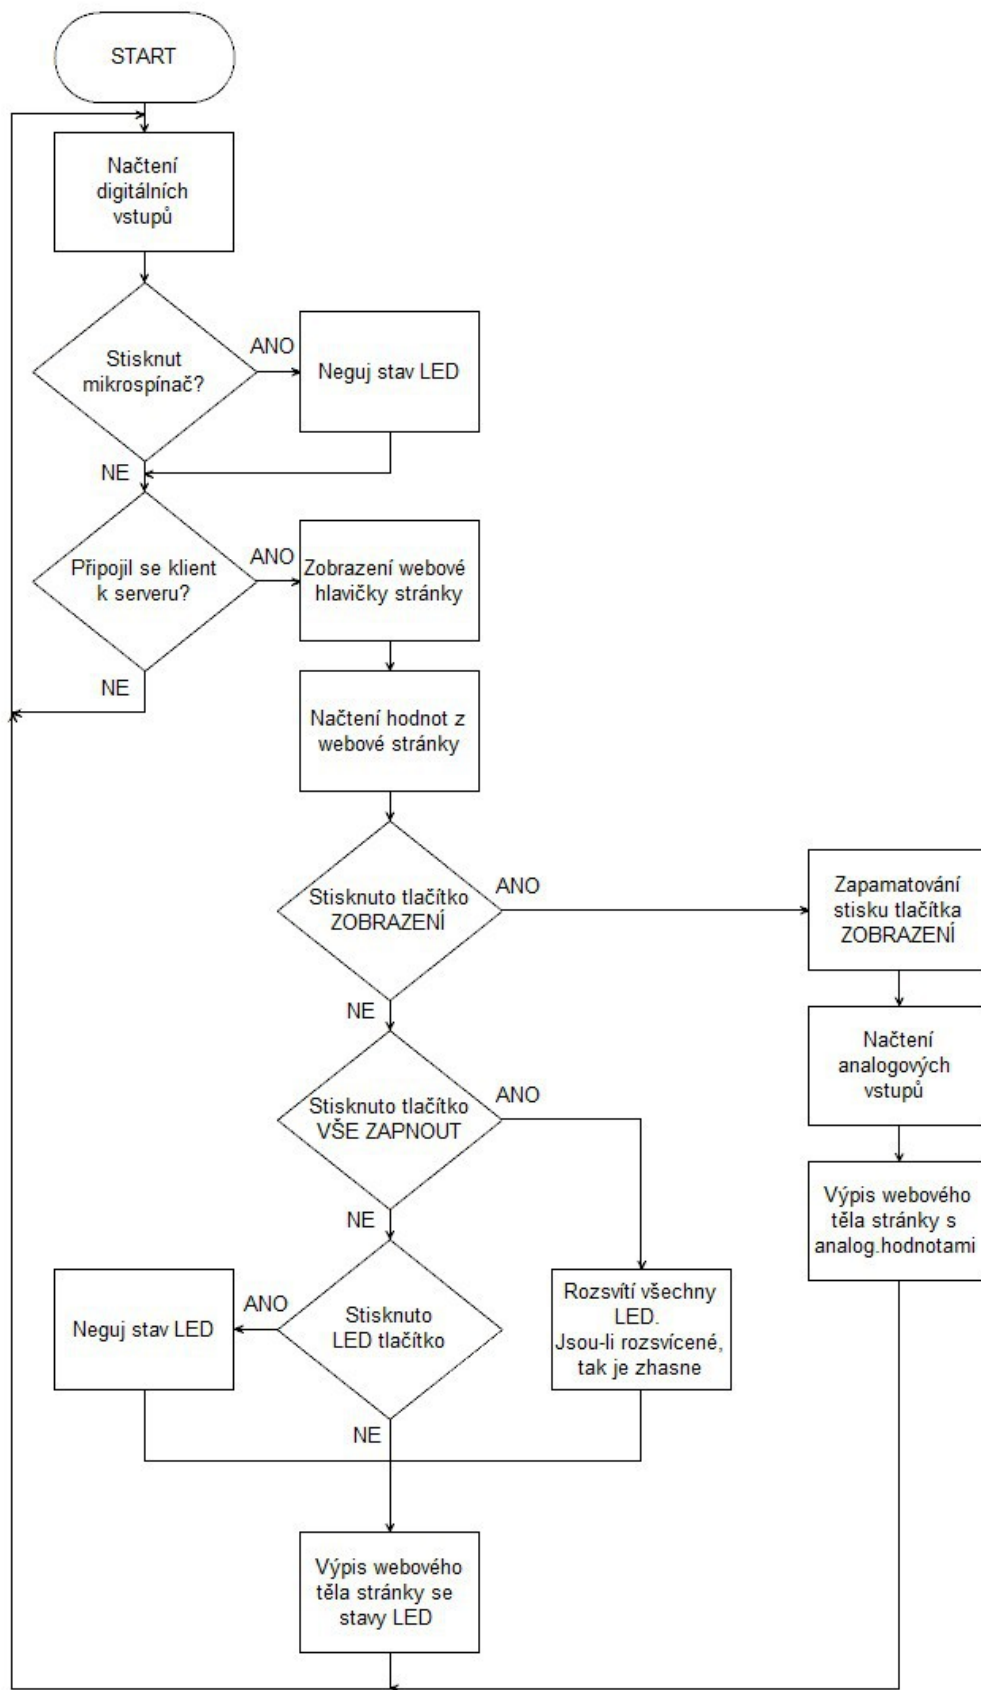 START
Načtení
digitálních
vstupů
Stisknut
mikrospínač?
ANO
Neguj stav LED
NE
Připojil se klient
k serveru?
ANO
Zobrazení webové
hlavičky stránky
NE
Načtení hodnot z
webové stránky
Stisknuto tlačítko
ZOBRAZENÍ
ANO
Zapamatování
stisku tlačítka
ZOBRAZENÍ
NE
Načtení
analogových
vstupů
Stisknuto tlačítko
VŠE ZAPNOUT
ANO
Výpis webového
těla stránky s
analog.hodnotami
NE
Stisknuto
LED tlačítko
ANO
Neguj stav LED
Rozsvítí všechny
LED.
Jsou-li rozsvícené,
tak je zhasne
NE
Výpis webového
těla stránky se
stavy LED